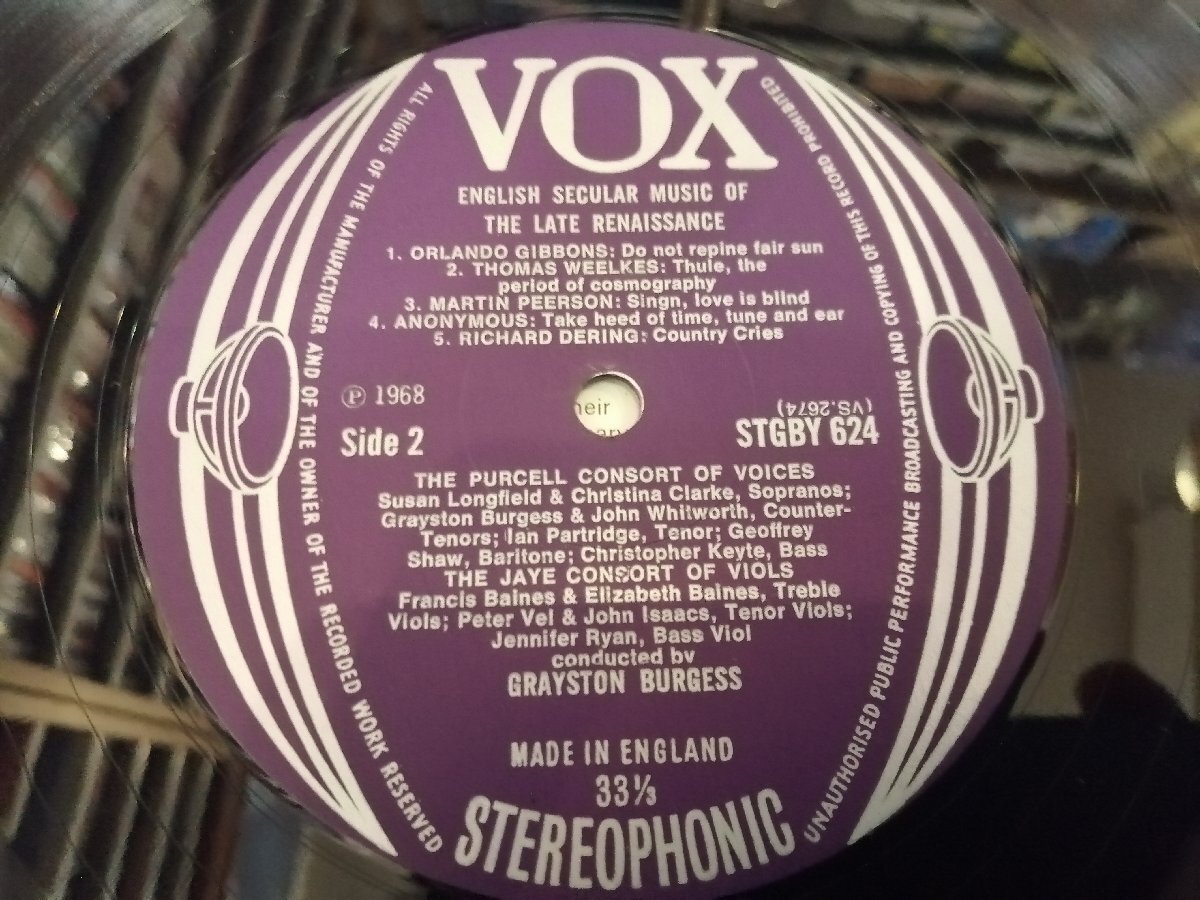 VOX
ENGLISH SECULAR MUSIC OF
THE LATE RENAISSANCE
1. ORLANDO GIBBONS: Do not repine fair sun
2. THOMAS WEELKES: Thule, the
period of cosmography
3. MARTIN PEERSON: Singn, love is blind
4. ANONYMOUS: Take heed of time, tune and ear
5. RICHARD DERING: Country Cries
℗ 1968
Side 2
(VS.2674)
STGBY 624
THE PURCELL CONSORT OF VOICES
Susan Longfield & Christina Clarke, Sopranos;
Grayston Burgess & John Whitworth, Counter-
Tenors; Ian Partridge, Tenor; Geoffrey
Shaw, Baritone; Christopher Keyte, Bass
THE JAYE CONSORT OF VIOLS
Francis Baines & Elizabeth Baines, Treble
Viols; Peter Vel & John Isaacs, Tenor Viols;
Jennifer Ryan, Bass Viol
conducted by
GRAYSTON BURGESS
MADE IN ENGLAND
33⅓
STEREOPHONIC
ALL RIGHTS OF THE MANUFACTURER AND OF THE OWNER OF THE RECORDED WORK RESERVED
UNAUTHORISED PUBLIC PERFORMANCE BROADCASTING AND COPYING OF THIS RECORD PROHIBITED